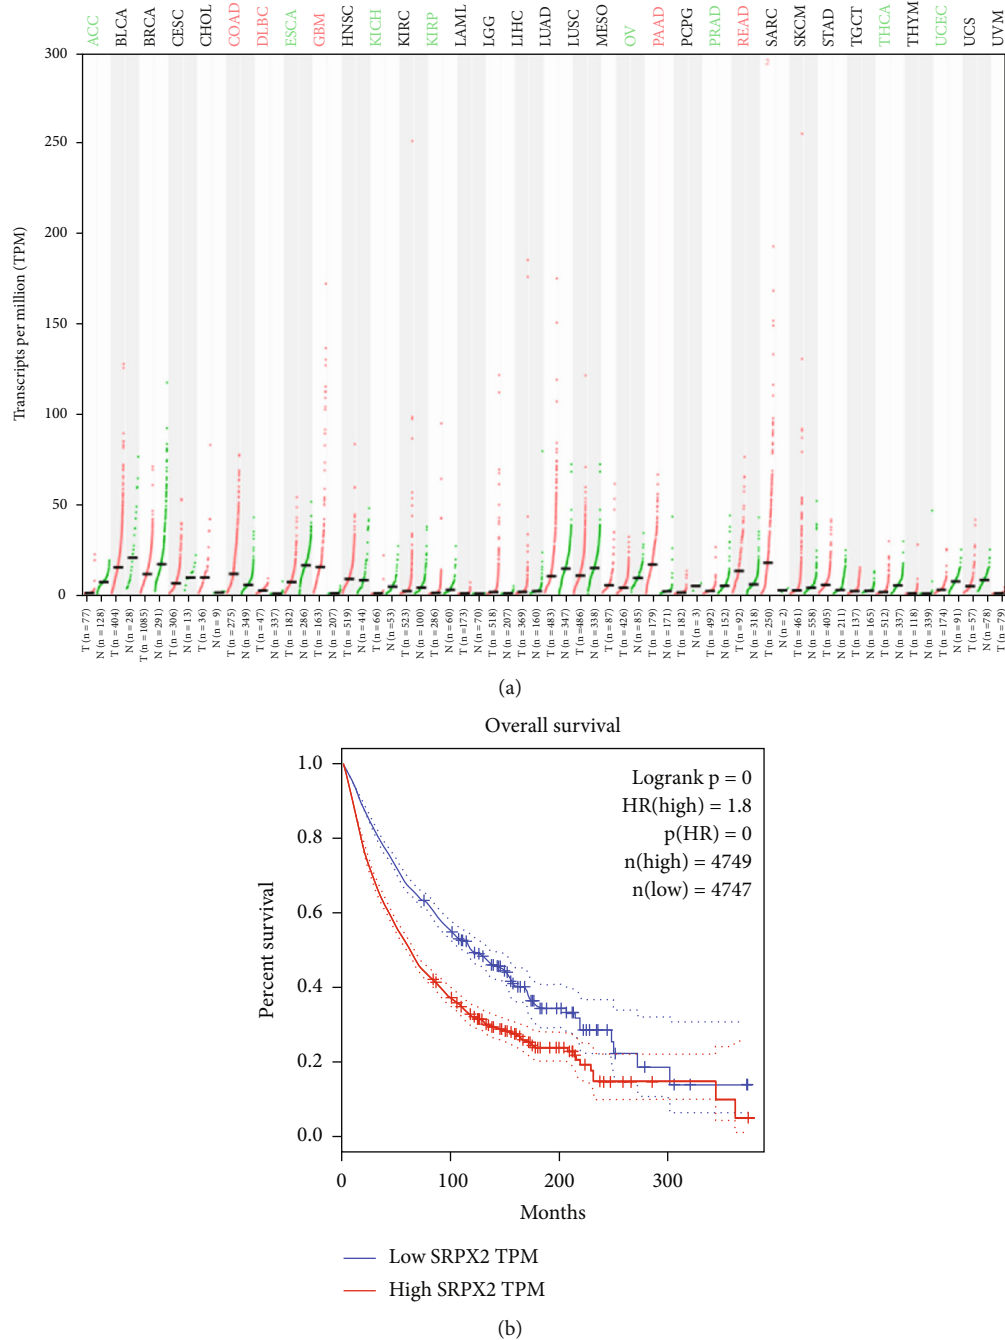 ACC BLCA BRCA CESC CHOL COAD DLBC ESCA GBM HNSC KICH KIRC KIRP LAML LGG LIHC LUAD LUSC MESO OV PAAD PCPG PRAD READ SARC SKCM STAD TGCT THCA THYM UCEC UCS UVM
300
250
200
150
100
50
0
Transcripts per million (TPM)
T (n = 77)
N (n = 128)
T (n = 404)
N (n = 28)
T (n = 1085)
N (n = 291)
T (n = 306)
N (n = 13)
T (n = 36)
N (n = 9)
T (n = 275)
N (n = 349)
T (n = 47)
N (n = 337)
T (n = 182)
N (n = 286)
T (n = 163)
N (n = 207)
T (n = 519)
N (n = 44)
T (n = 66)
N (n = 53)
T (n = 523)
N (n = 100)
T (n = 286)
N (n = 60)
T (n = 173)
N (n = 70)
T (n = 518)
N (n = 207)
T (n = 369)
N (n = 160)
T (n = 483)
N (n = 347)
T (n = 486)
N (n = 338)
T (n = 87)
T (n = 426)
N (n = 85)
T (n = 179)
N (n = 171)
T (n = 182)
N (n = 3)
T (n = 492)
N (n = 152)
T (n = 92)
N (n = 318)
T (n = 250)
N (n = 2)
T (n = 461)
N (n = 558)
T (n = 405)
N (n = 211)
T (n = 137)
N (n = 165)
T (n = 512)
N (n = 337)
T (n = 118)
N (n = 339)
T (n = 174)
N (n = 91)
T (n = 57)
N (n = 78)
T (n = 79)
(a)
Overall survival
Logrank p = 0
HR(high) = 1.8
p(HR) = 0
n(high) = 4749
n(low) = 4747
1.0
0.8
0.6
0.4
0.2
0.0
Percent survival
0 100 200 300
Months
Low SRPX2 TPM
High SRPX2 TPM
(b)